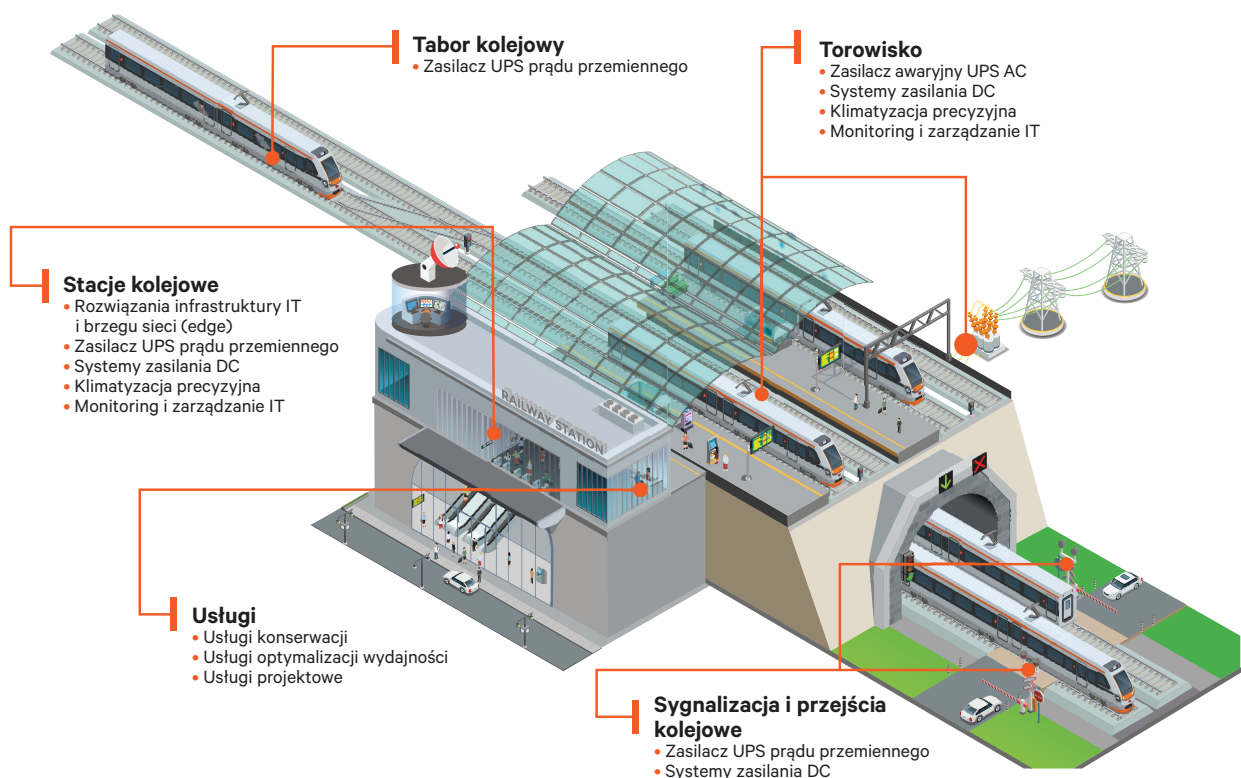 Tabor kolejowy
• Zasilacz UPS prądu przemiennego
Torowisko
• Zasilacz awaryjny UPS AC
• Systemy zasilania DC
• Klimatyzacja precyzyjna
• Monitoring i zarządzanie IT
Stacje kolejowe
• Rozwiązania infrastruktury IT
i brzegu sieci (edge)
• Zasilacz UPS prądu przemiennego
• Systemy zasilania DC
• Klimatyzacja precyzyjna
• Monitoring i zarządzanie IT
RAILWAY STATION
Usługi
• Usługi konserwacji
• Usługi optymalizacji wydajności
• Usługi projektowe
Sygnalizacja i przejścia
kolejowe
• Zasilacz UPS prądu przemiennego
• Systemy zasilania DC